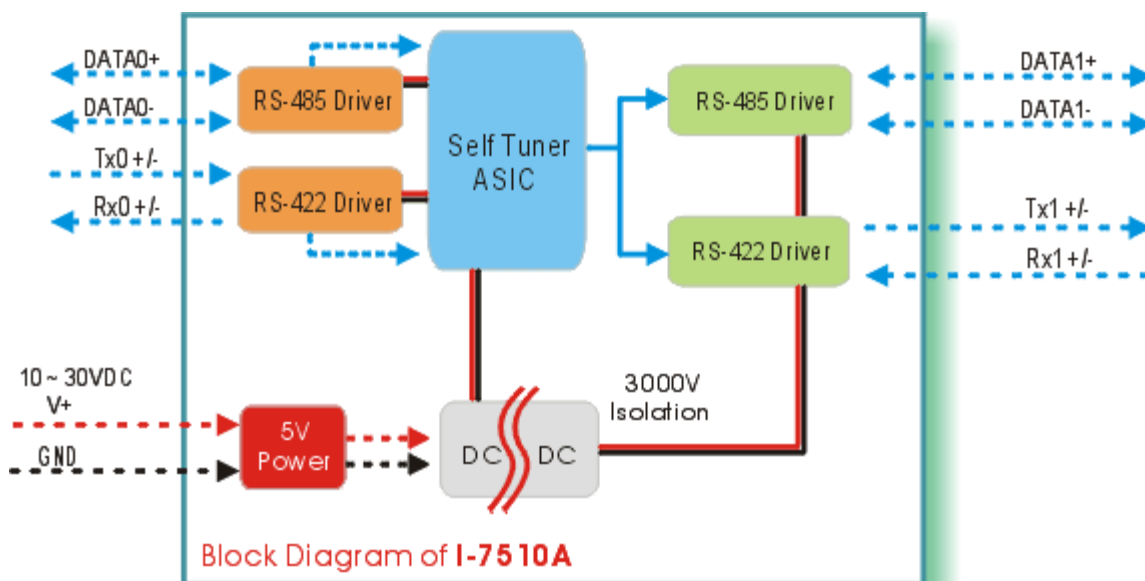 DATA0+
DATA0-
Tx0 +/-
Rx0 +/-
RS-485 Driver
RS-422 Driver
Self Tuner
ASIC
RS-485 Driver
RS-422 Driver
DATA1+
DATA1-
Tx1 +/-
Rx1 +/-
10 ~ 30VDC
V+
GND
5V
Power
DC
DC
3000V
Isolation
Block Diagram of I-7510A